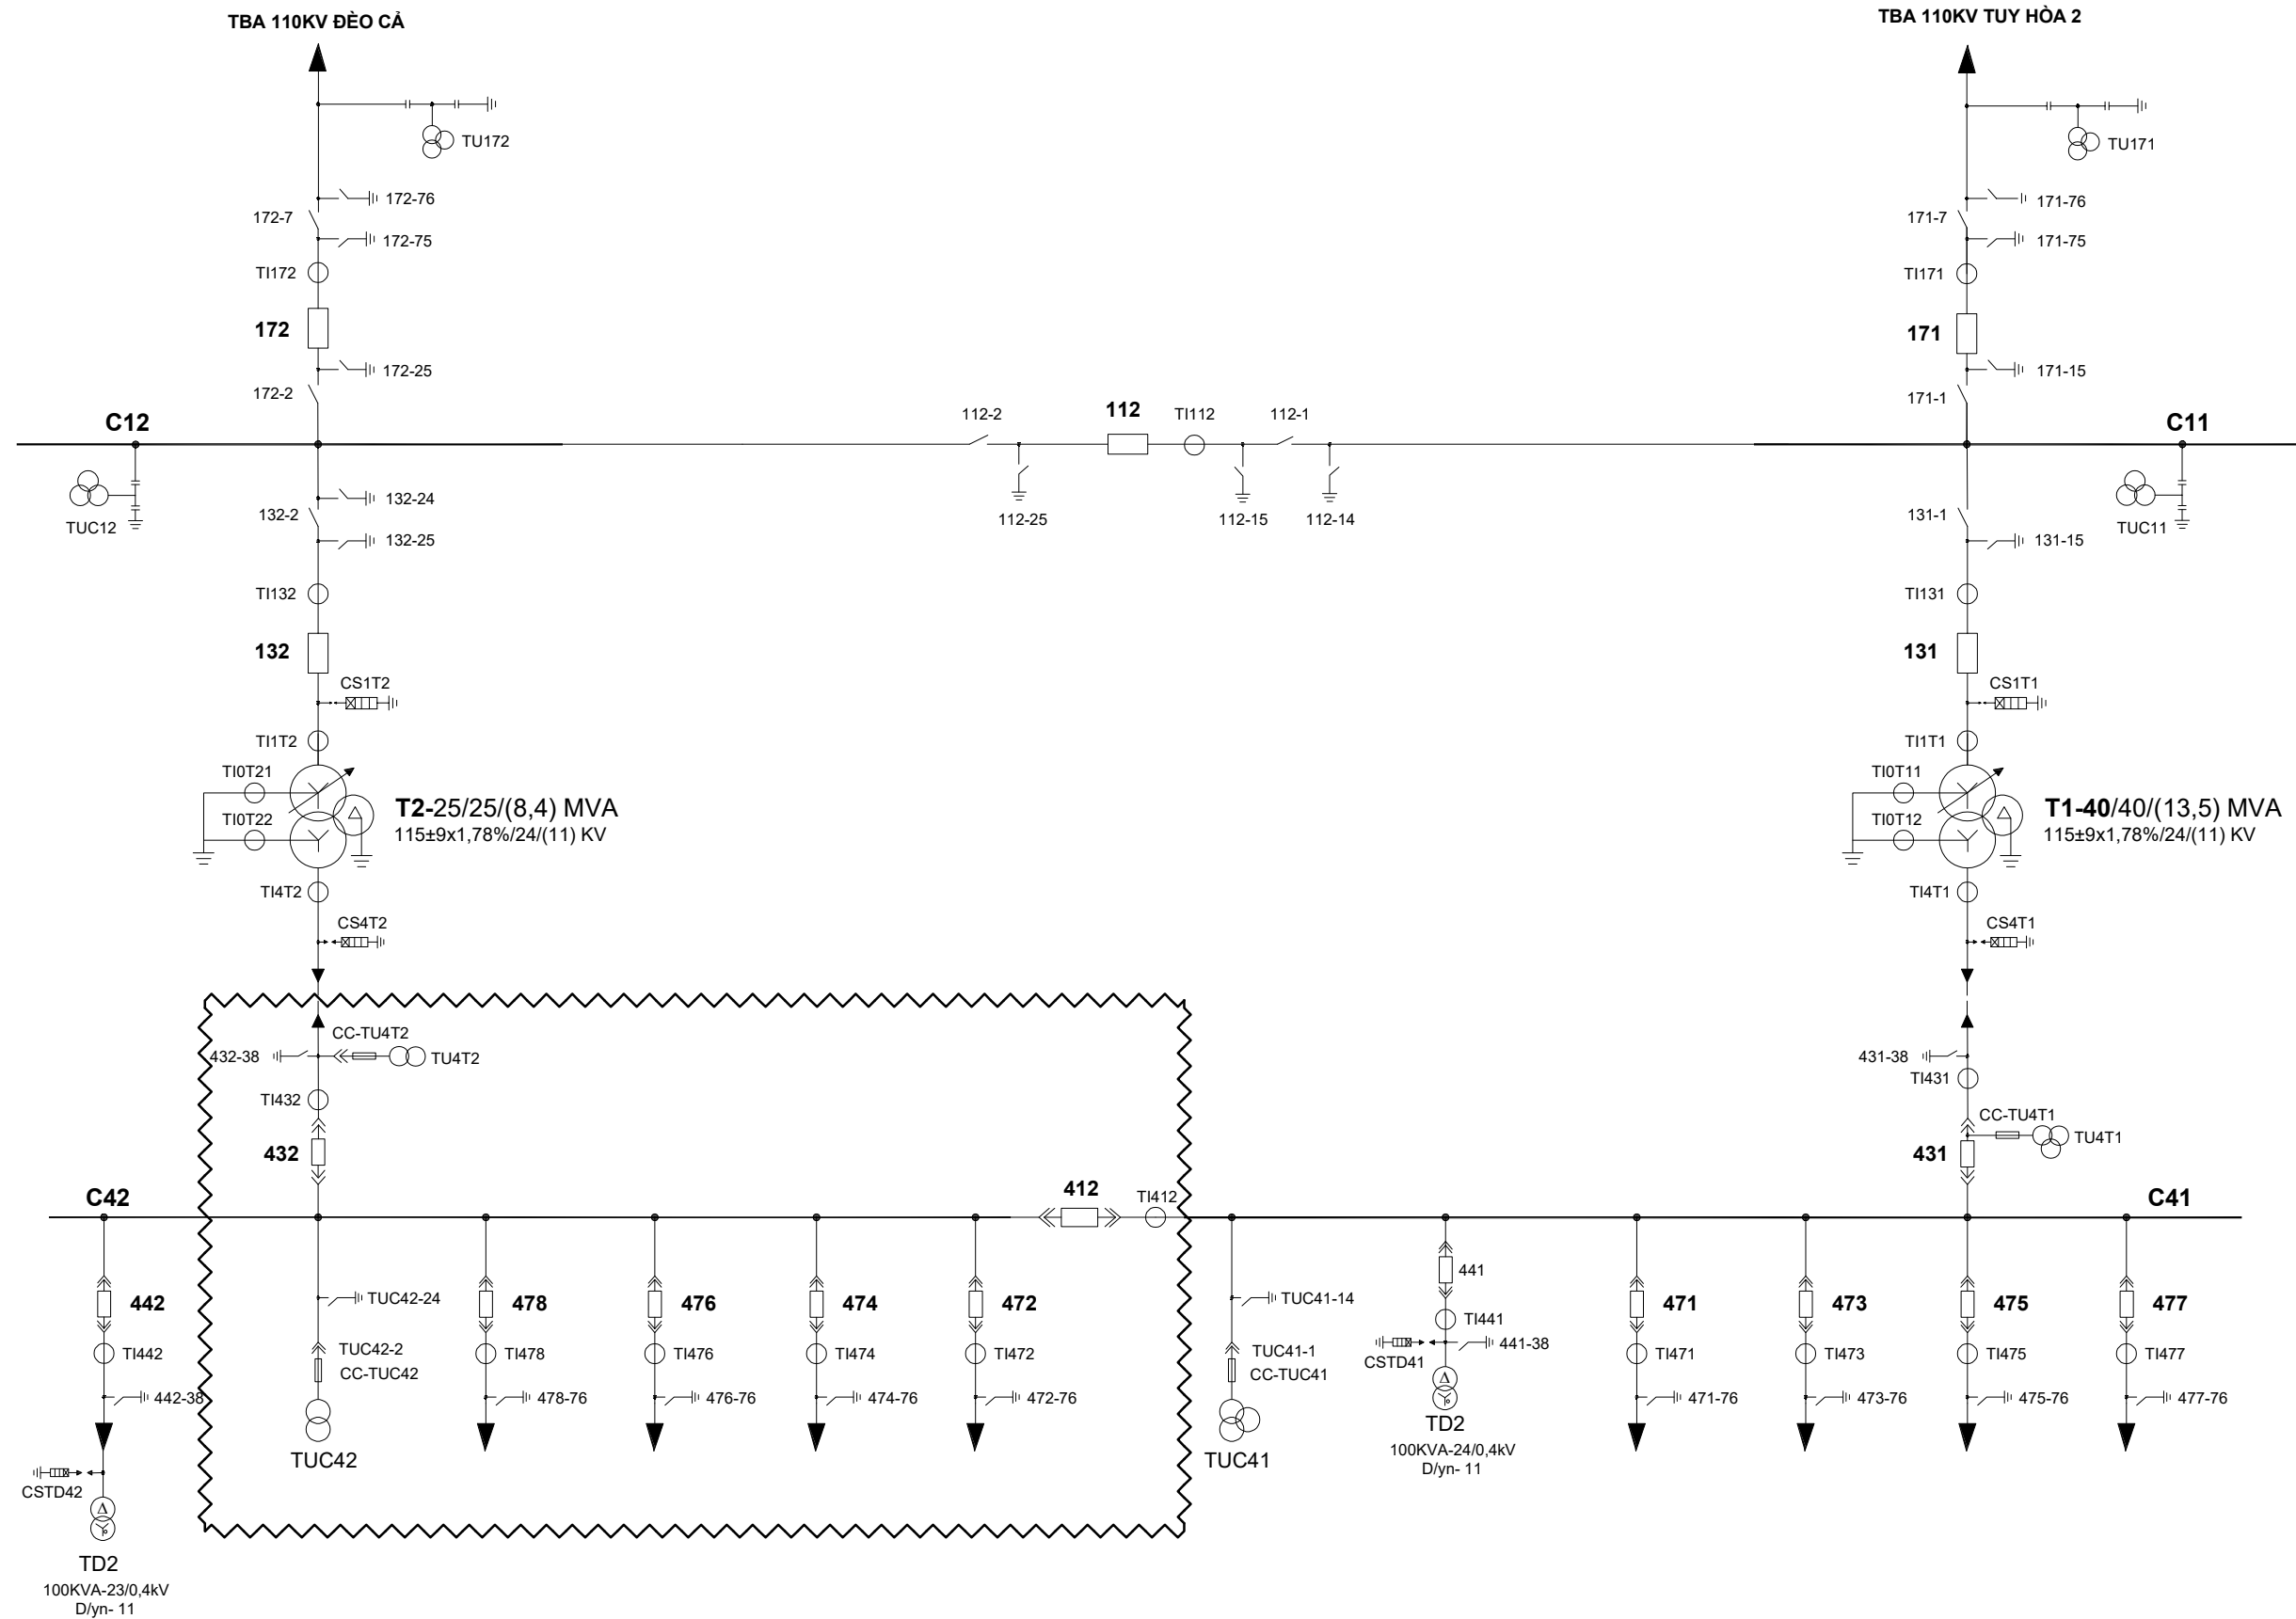 TBA 110KV ĐÈO CẢ
TBA 110KV TUY HÒA 2
TU172
TU171
172-76
172-7
172-75
TI172
172
172-25
172-2
171-76
171-7
171-75
TI171
171
171-15
171-1
C12
112-2
112
TI112
112-1
C11
TUC12
112-25
112-15
112-14
TUC11
132-24
132-2
132-25
TI132
132
CS1T2
TI1T2
TI0T21
TI0T22
T2-25/25/(8,4) MVA
115±9x1,78%/24/(11) KV
TI4T2
CS4T2
131-1
131-15
TI131
131
CS1T1
TI1T1
TI0T11
TI0T12
T1-40/40/(13,5) MVA
115±9x1,78%/24/(11) KV
TI4T1
CS4T1
CC-TU4T2
432-38
TU4T2
TI432
432
431-38
TI431
CC-TU4T1
TU4T1
431
C42
412
TI412
C41
442
TI442
442-38
CSTD42
TD2
100KVA-23/0,4kV
D/yn- 11
TUC42-24
TUC42-2
CC-TUC42
TUC42
478
TI478
478-76
476
TI476
476-76
474
TI474
474-76
472
TI472
472-76
TUC41-14
TUC41-1
CC-TUC41
TUC41
441
TI441
441-38
CSTD41
TD2
100KVA-24/0,4kV
D/yn- 11
471
TI471
471-76
473
TI473
473-76
475
TI475
475-76
477
TI477
477-76